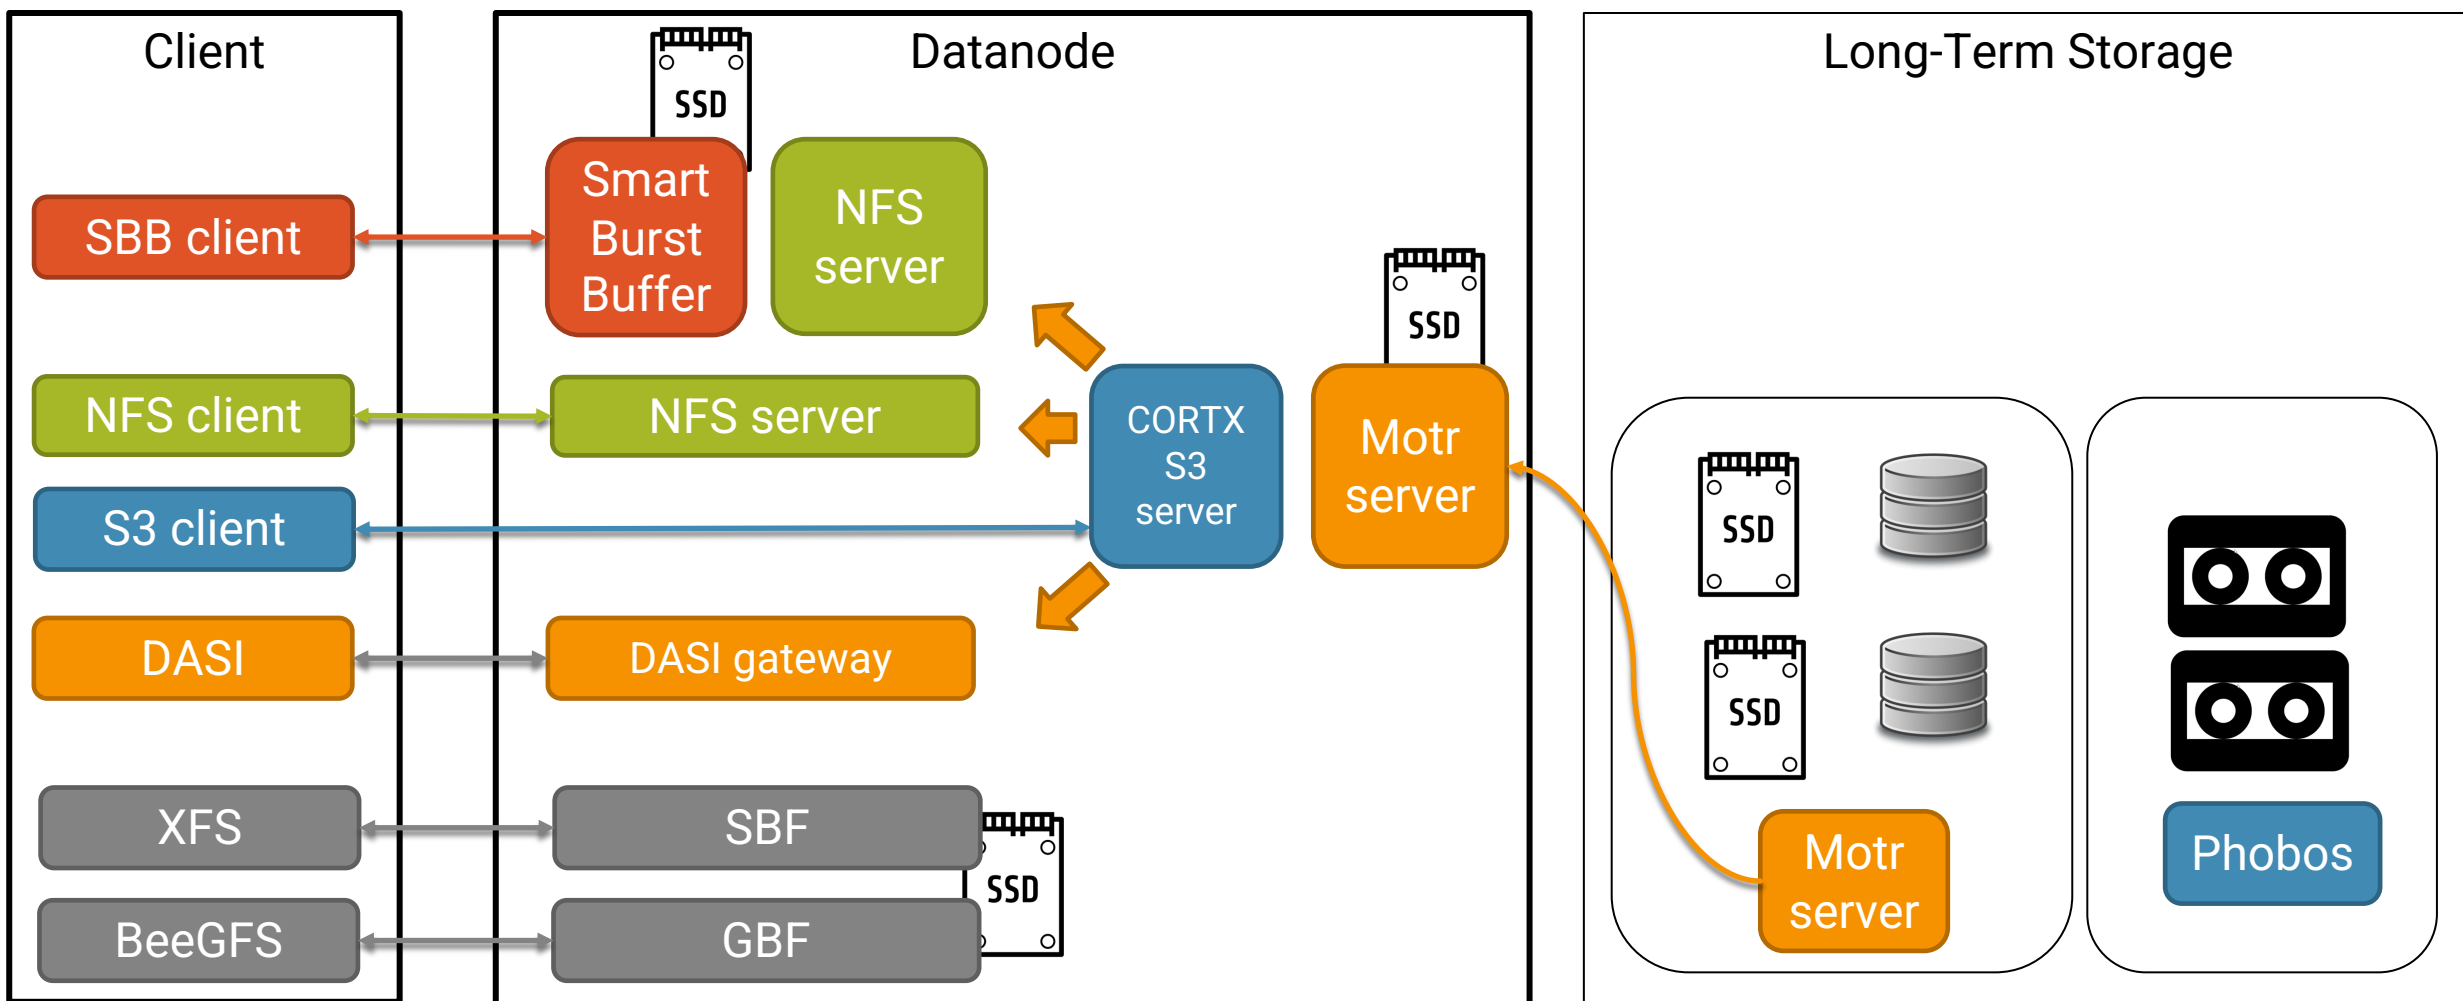 Client
Datanode
Long-Term Storage
SSD
SBB client
Smart
Burst
Buffer
NFS
server
SSD
NFS client
NFS server
CORTX
S3
server
Motr
server
S3 client
SSD
DASI
DASI gateway
SSD
XFS
SBF
SSD
BeeGFS
GBF
Motr
server
Phobos